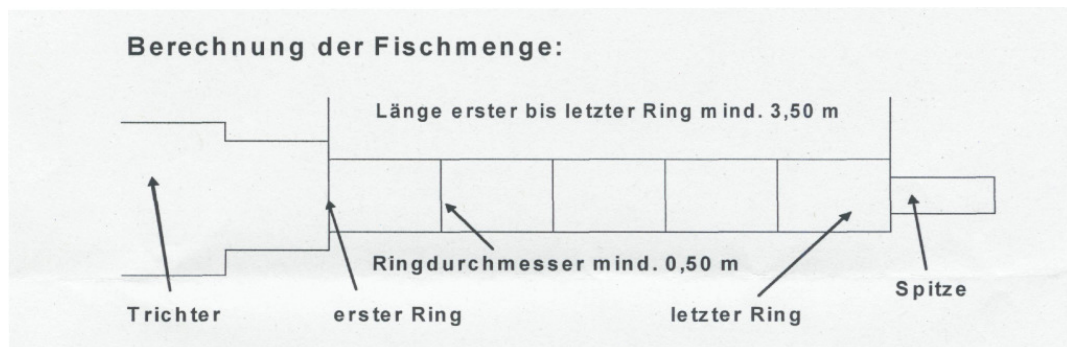 Berechnung der Fischmenge:
Länge erster bis letzter Ring mind. 3,50 m
Ringdurchmesser mind. 0,50 m
Spitze
Trichter
erster Ring
letzter Ring